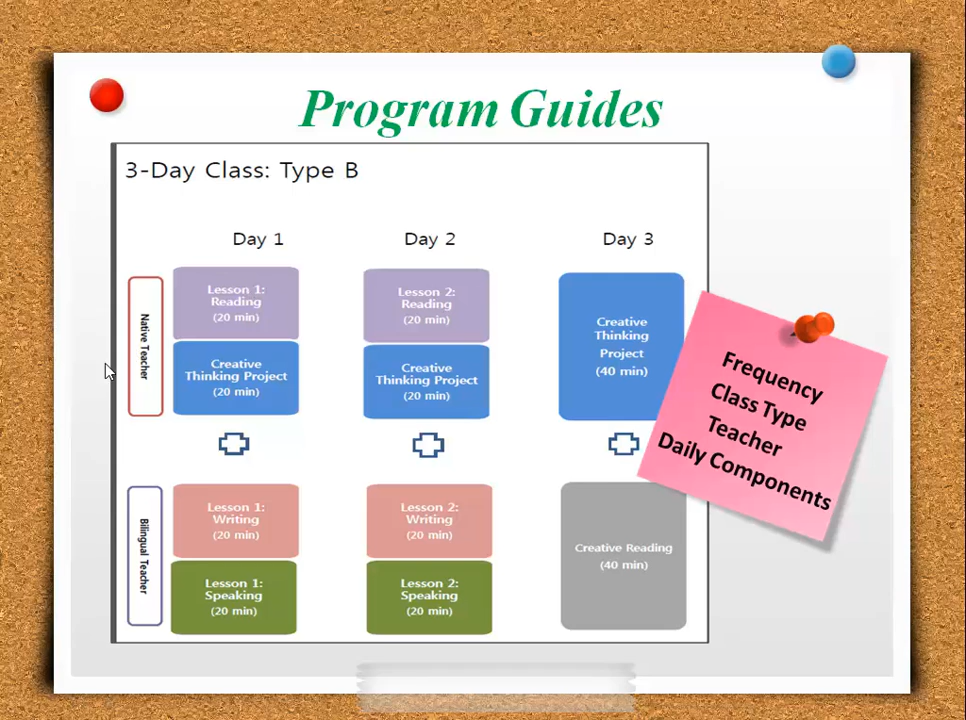 Program Guides
3-Day Class: Type B
Day 1
Day 2
Day 3
Native Teacher
Lesson 1:
Reading
(20 min)
Creative
Thinking Project
(20 min)
Lesson 2:
Reading
(20 min)
Creative
Thinking Project
(20 min)
Creative
Thinking
Project
(40 min)
Bilingual Teacher
Lesson 1:
Writing
(20 min)
Lesson 1:
Speaking
(20 min)
Lesson 2:
Writing
(20 min)
Lesson 2:
Speaking
(20 min)
Creative Reading
(40 min)
Frequency
Class Type
Teacher
Daily Components